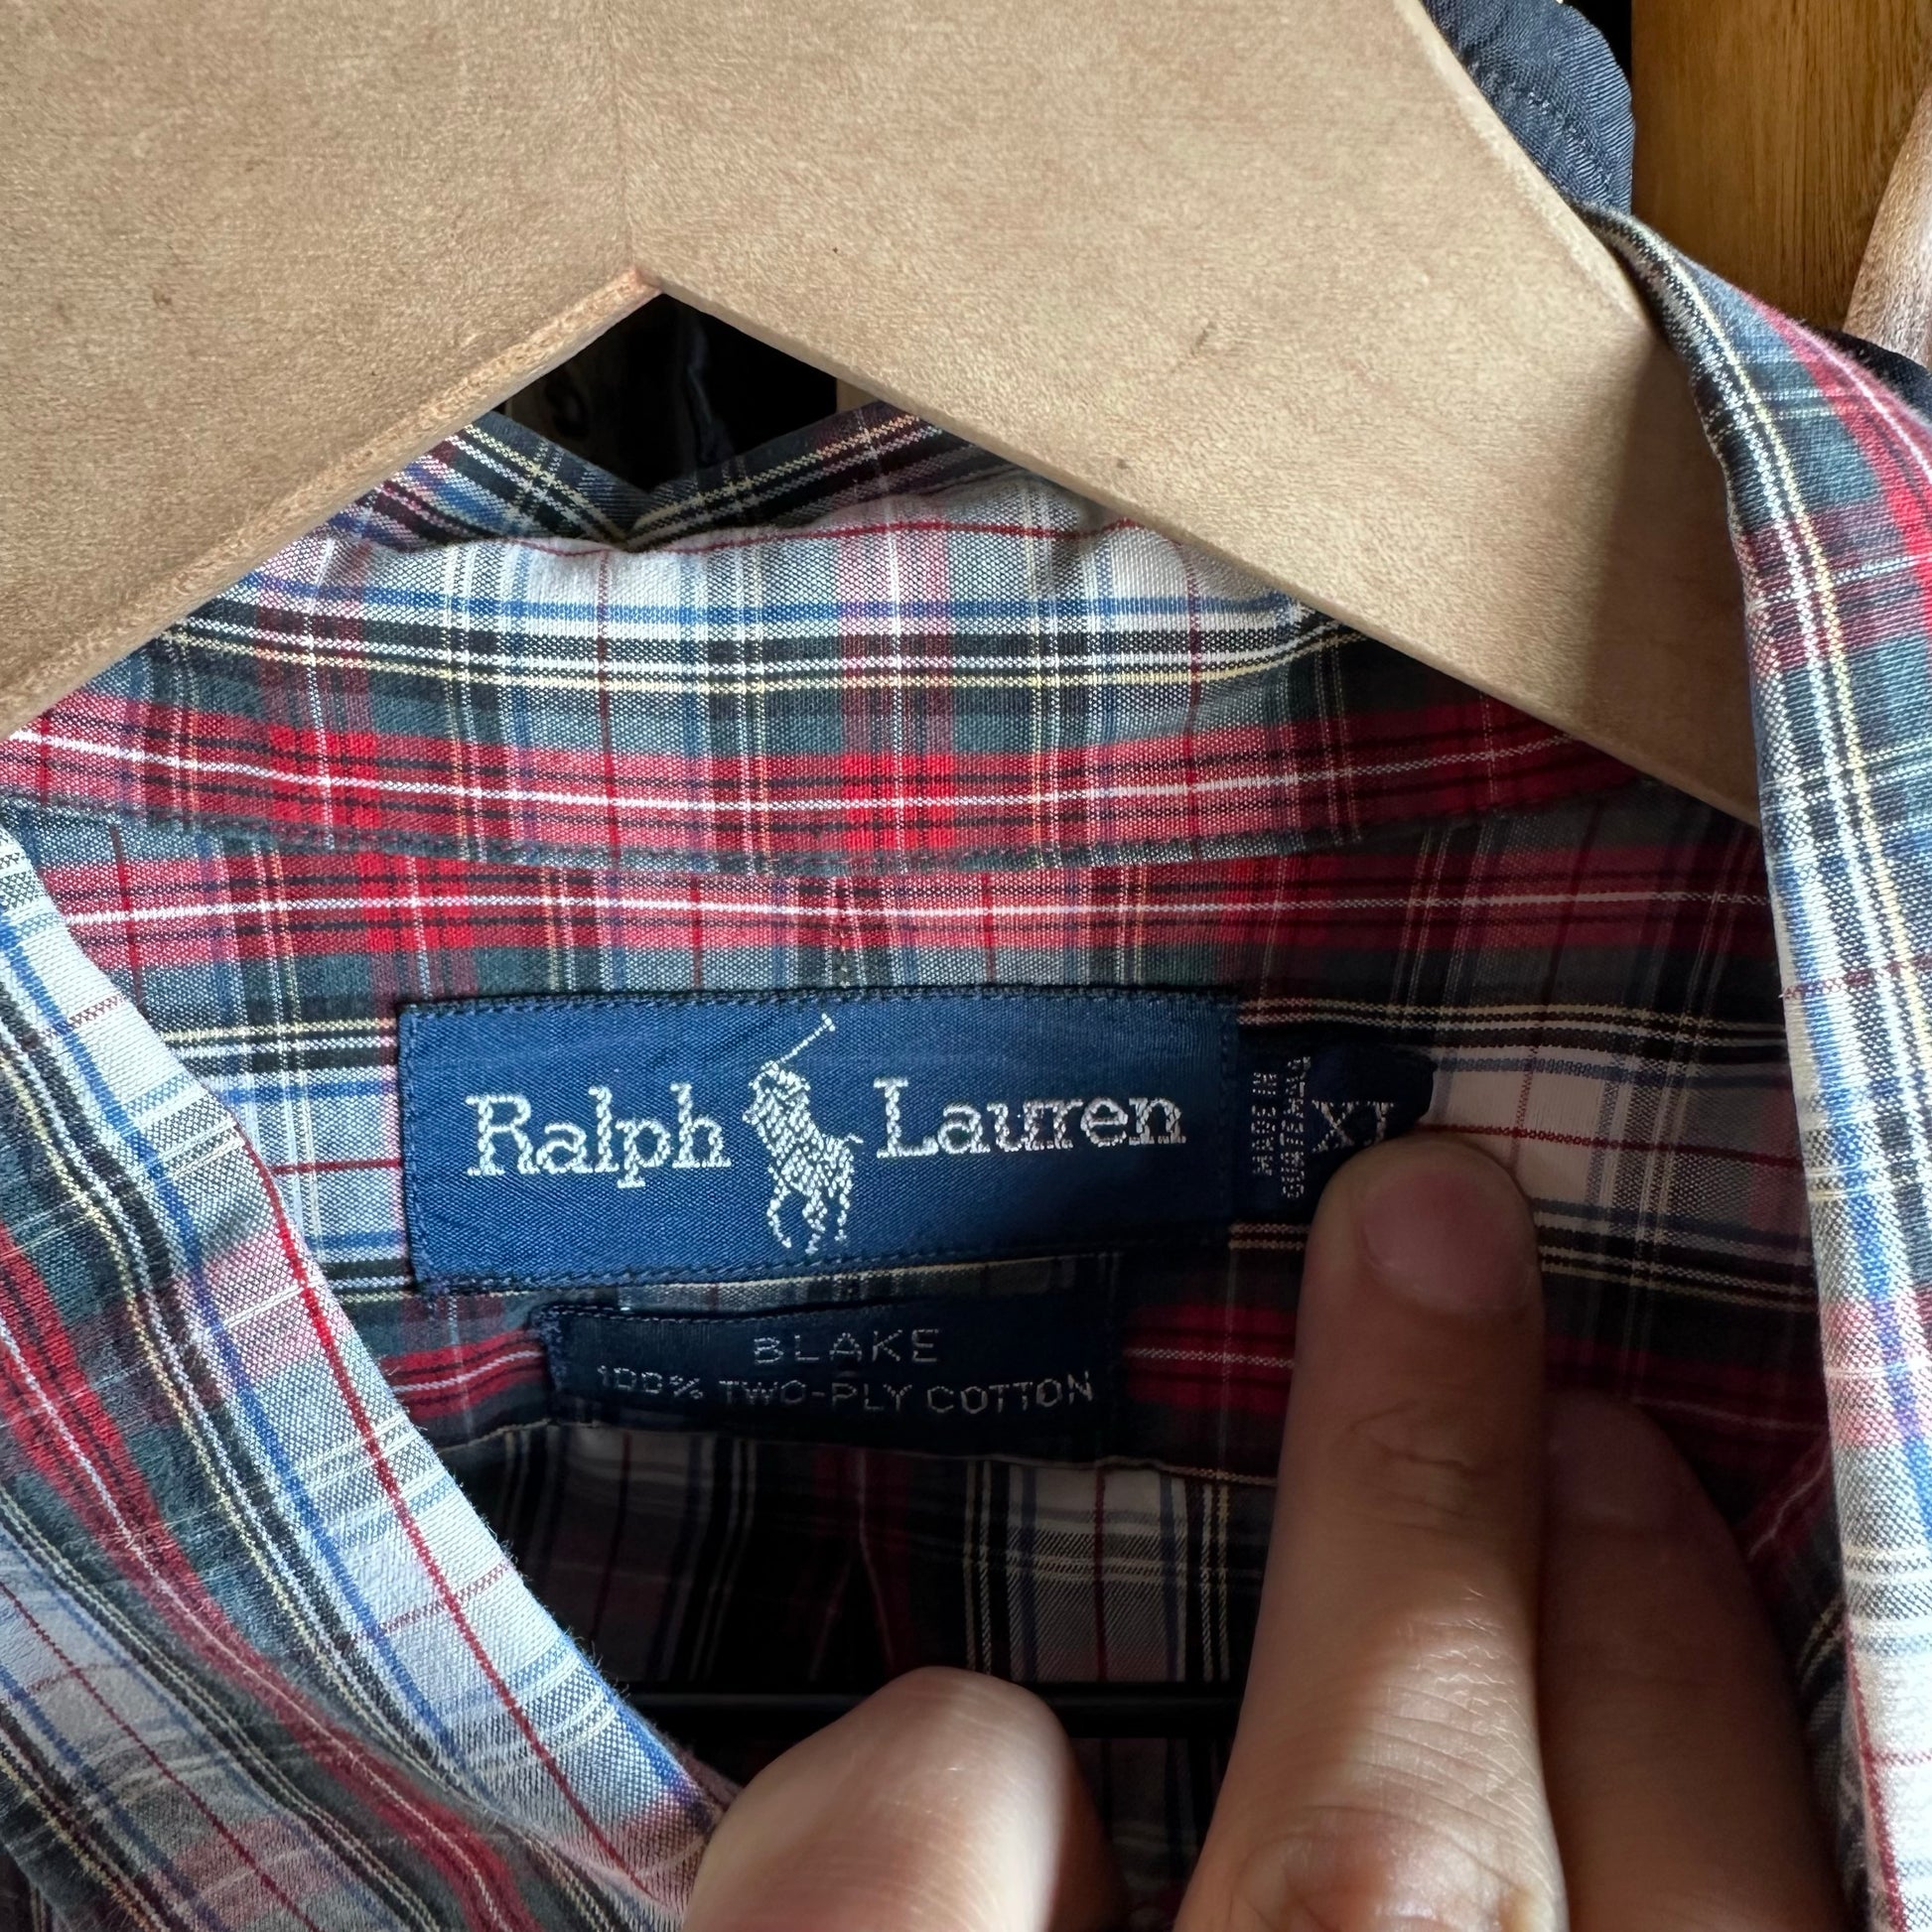 Ralph Lauren
MADE IN
GUATEMALA
XL
BLAKE
100% TWO-PLY COTTON